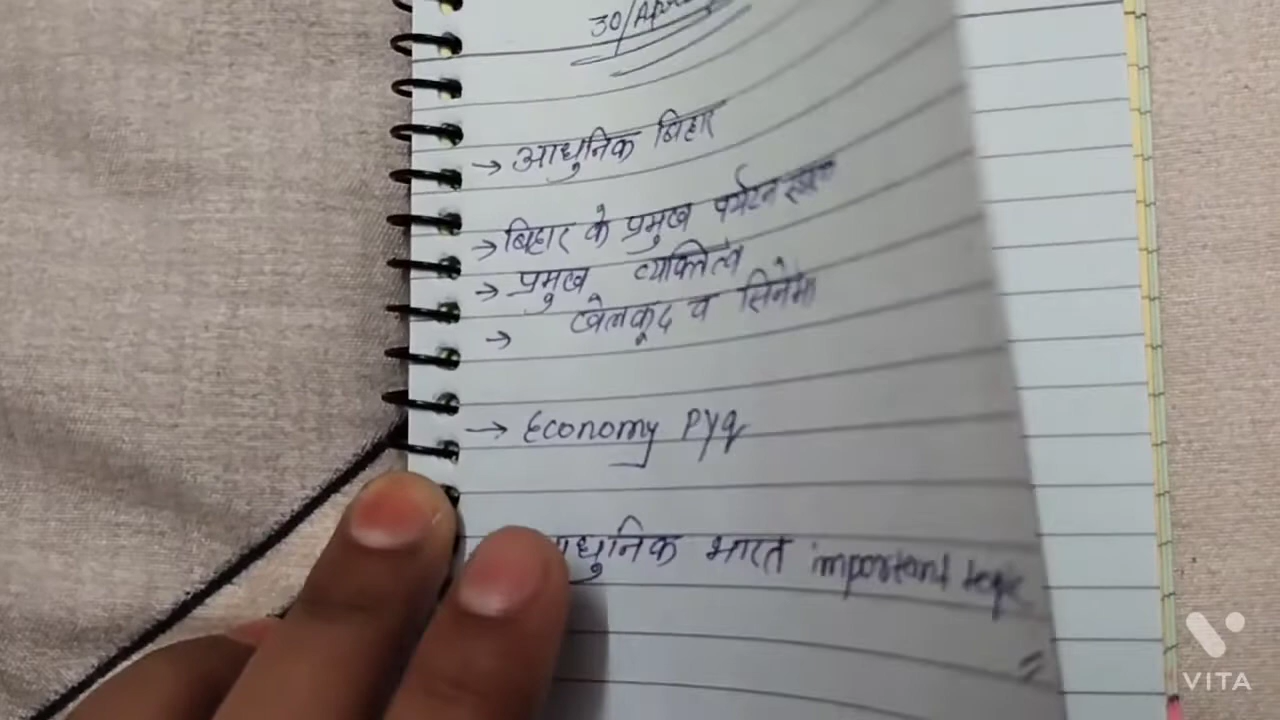 30/April
→ आधुनिक बिहार
→ बिहार के प्रमुख पर्यटन स्थल
→ प्रमुख व्यक्तित्व
→ खेलकूद व सिनेमा
→ Economy PYq
आधुनिक भारत important topic
VITA